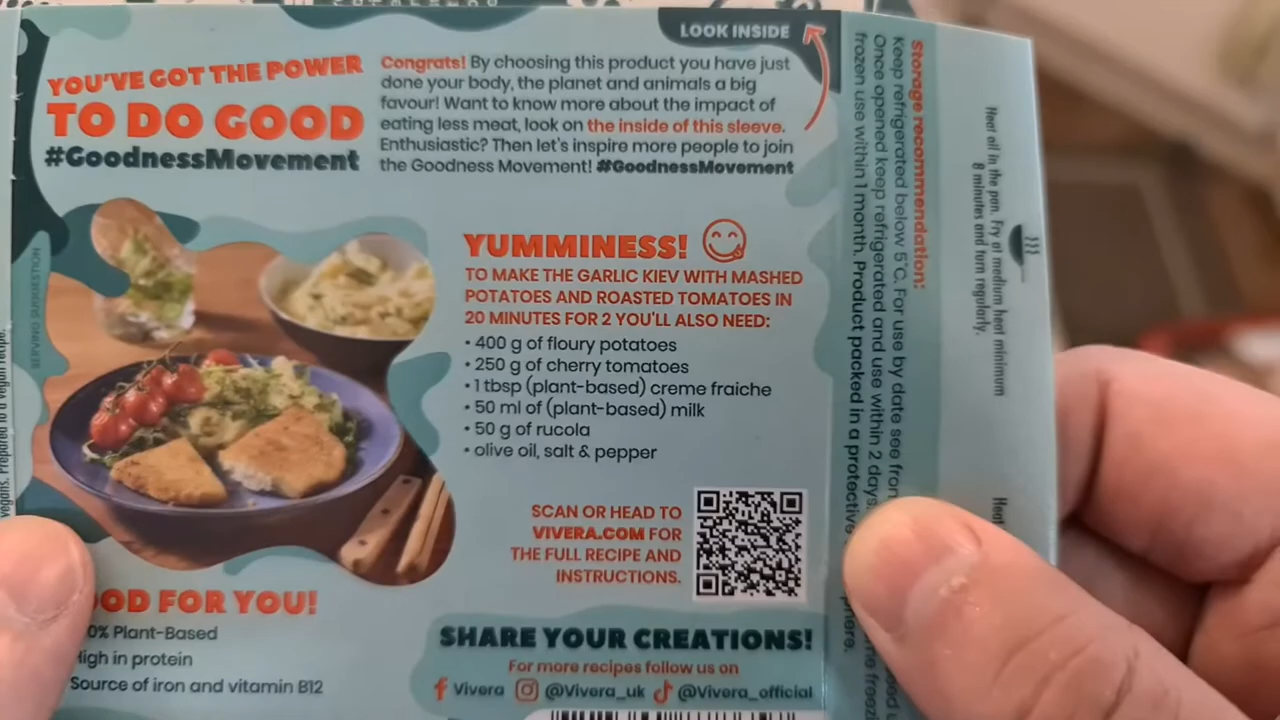 LOOK INSIDE
YOU'VE GOT THE POWER
TO DO GOOD
#GoodnessMovement
Congrats! By choosing this product you have just
done your body, the planet and animals a big
favour! Want to know more about the impact of
eating less meat, look on the inside of this sleeve.
Enthusiastic? Then let's inspire more people to join
the Goodness Movement! #GoodnessMovement
SERVING SUGGESTION
vegans. Prepared to a vegan recipe.
YUMMINESS!
TO MAKE THE GARLIC KIEV WITH MASHED
POTATOES AND ROASTED TOMATOES IN
20 MINUTES FOR 2 YOU'LL ALSO NEED:
• 400 g of floury potatoes
• 250 g of cherry tomatoes
• 1 tbsp (plant-based) creme fraiche
• 50 ml of (plant-based) milk
• 50 g of rucola
• olive oil, salt & pepper
SCAN OR HEAD TO
VIVERA.COM FOR
THE FULL RECIPE AND
INSTRUCTIONS.
OOD FOR YOU!
0% Plant-Based
High in protein
Source of iron and vitamin B12
SHARE YOUR CREATIONS!
For more recipes follow us on
Vivera @Vivera_uk @Vivera_official
Storage recommendation:
Keep refrigerated below 5°C. For use by date see fron
Once opened keep refrigerated and use within 2 days.
frozen use within 1 month. Product packed in a protective
Heat oil in the pan. Fry at medium heat minimum
8 minutes and turn regularly.
Heat